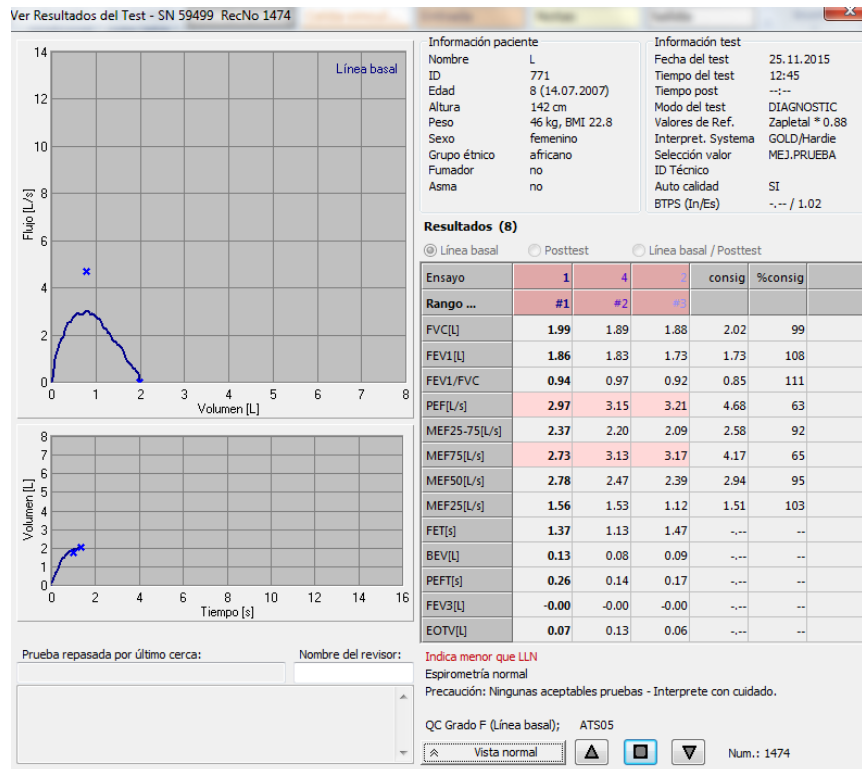 Ver Resultados del Test - SN 59499 RecNo 1474
Línea basal
14
12
10
8
6
4
2
0
Flujo [L/s]
0 1 2 3 4 5 6 7 8
Volumen [L]
8
7
6
5
4
3
2
1
0
Volumen [L]
0 2 4 6 8 10 12 14 16
Tiempo [s]
Prueba repasada por último cerca: Nombre del revisor:
Información paciente
Nombre L
ID 771
Edad 8 (14.07.2007)
Altura 142 cm
Peso 46 kg, BMI 22.8
Sexo femenino
Grupo étnico africano
Fumador no
Asma no
Información test
Fecha del test 25.11.2015
Tiempo del test 12:45
Tiempo post --:--
Modo del test DIAGNOSTIC
Valores de Ref. Zapletal * 0.88
Interpret. Systema GOLD/Hardie
Selección valor MEJ.PRUEBA
ID Técnico
Auto calidad SI
BTPS (In/Es) -.-- / 1.02
Resultados (8)
Línea basal Posttest Línea basal / Posttest
Ensayo 1 4 2 consig %consig
Rango ... #1 #2 #3
FVC[L] 1.99 1.89 1.88 2.02 99
FEV1[L] 1.86 1.83 1.73 1.73 108
FEV1/FVC 0.94 0.97 0.92 0.85 111
PEF[L/s] 2.97 3.15 3.21 4.68 63
MEF25-75[L/s] 2.37 2.20 2.09 2.58 92
MEF75[L/s] 2.73 3.13 3.17 4.17 65
MEF50[L/s] 2.78 2.47 2.39 2.94 95
MEF25[L/s] 1.56 1.53 1.12 1.51 103
FET[s] 1.37 1.13 1.47 -.-- --
BEV[L] 0.13 0.08 0.09 -.-- --
PEFT[s] 0.26 0.14 0.17 -.-- --
FEV3[L] -0.00 -0.00 -0.00 -.-- --
EOTV[L] 0.07 0.13 0.06 -.-- --
Indica menor que LLN
Espirometría normal
Precaución: Ningunas aceptables pruebas - Interprete con cuidado.
QC Grado F (Línea basal); ATS05
Vista normal Num.: 1474